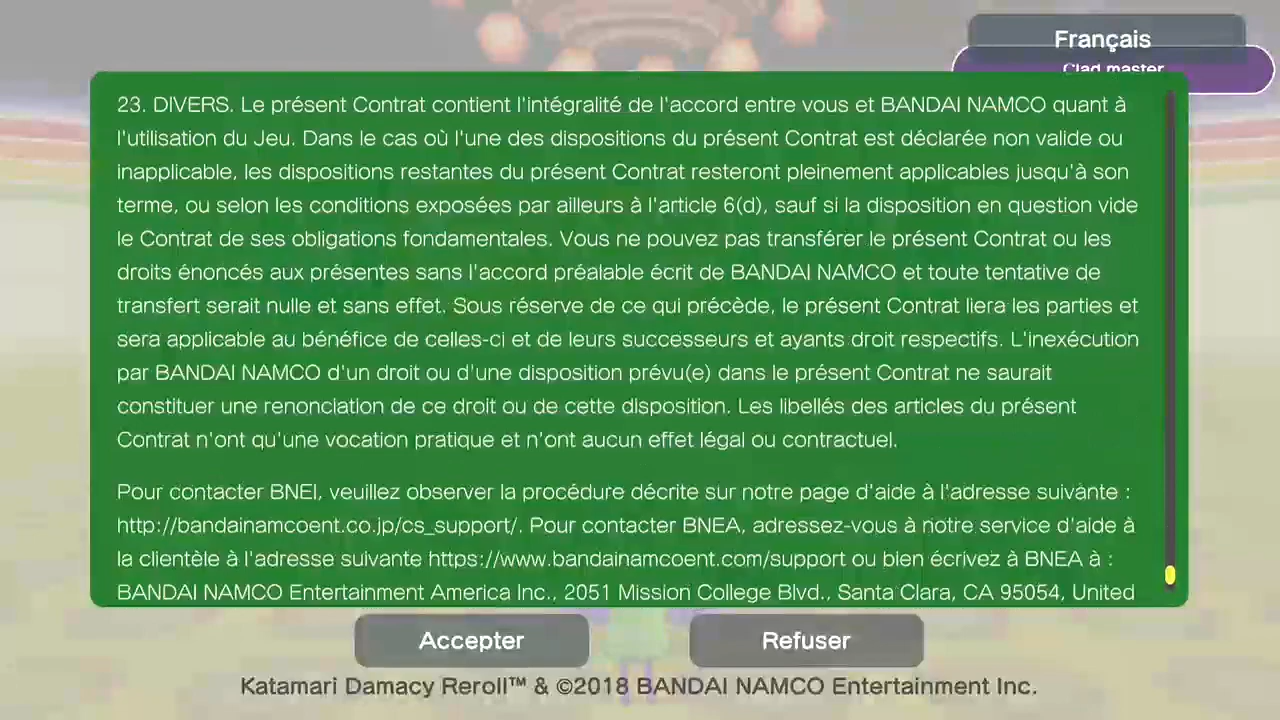 Français
Clad master
23. DIVERS. Le présent Contrat contient l'intégralité de l'accord entre vous et BANDAI NAMCO quant à
l'utilisation du Jeu. Dans le cas où l'une des dispositions du présent Contrat est déclarée non valide ou
inapplicable, les dispositions restantes du présent Contrat resteront pleinement applicables jusqu'à son
terme, ou selon les conditions exposées par ailleurs à l'article 6(d), sauf si la disposition en question vide
le Contrat de ses obligations fondamentales. Vous ne pouvez pas transférer le présent Contrat ou les
droits énoncés aux présentes sans l'accord préalable écrit de BANDAI NAMCO et toute tentative de
transfert serait nulle et sans effet. Sous réserve de ce qui précède, le présent Contrat liera les parties et
sera applicable au bénéfice de celles-ci et de leurs successeurs et ayants droit respectifs. L'inexécution
par BANDAI NAMCO d'un droit ou d'une disposition prévu(e) dans le présent Contrat ne saurait
constituer une renonciation de ce droit ou de cette disposition. Les libellés des articles du présent
Contrat n'ont qu'une vocation pratique et n'ont aucun effet légal ou contractuel.
Pour contacter BNEI, veuillez observer la procédure décrite sur notre page d'aide à l'adresse suivante :
http://bandainamcoent.co.jp/cs_support/. Pour contacter BNEA, adressez-vous à notre service d'aide à
la clientèle à l'adresse suivante https://www.bandainamcoent.com/support ou bien écrivez à BNEA à :
BANDAI NAMCO Entertainment America Inc., 2051 Mission College Blvd., Santa Clara, CA 95054, United
Accepter
Refuser
Katamari Damacy Reroll™ & ©2018 BANDAI NAMCO Entertainment Inc.